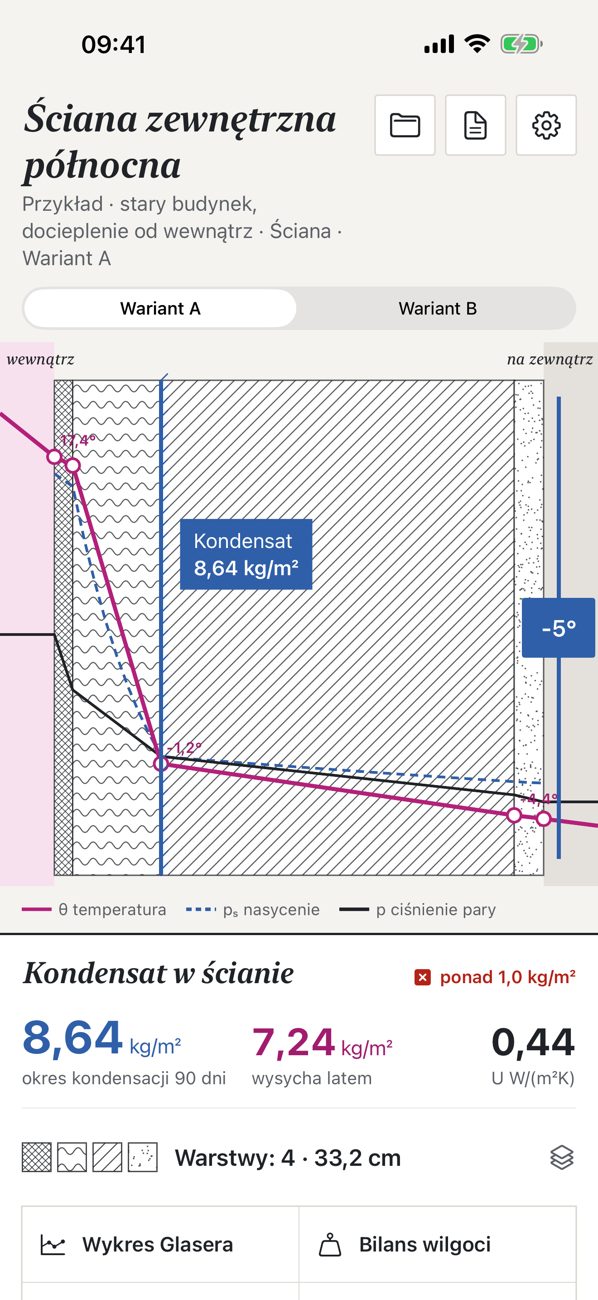 09:41
Ściana zewnętrzna
północna
Przykład · stary budynek,
docieplenie od wewnątrz · Ściana ·
Wariant A
Wariant A
Wariant B
wewnątrz
na zewnątrz
17,4°
Kondensat
8,64 kg/m²
-5°
-1,2°
-4,4°
θ temperatura
pₛ nasycenie
p ciśnienie pary
Kondensat w ścianie
ponad 1,0 kg/m²
8,64 kg/m²
7,24 kg/m²
0,44
okres kondensacji 90 dni
wysycha latem
U W/(m²K)
Warstwy: 4 · 33,2 cm
Wykres Glasera
Bilans wilgoci